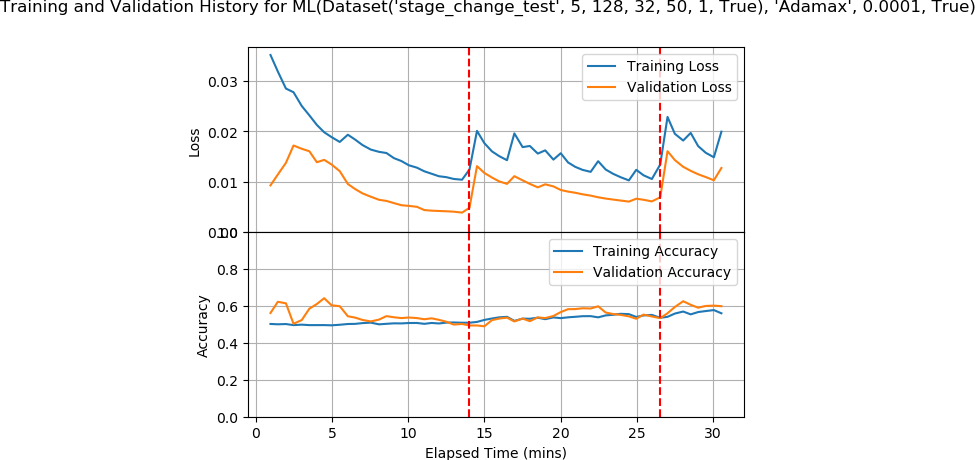 Training and Validation History for ML(Dataset('stage_change_test', 5, 128, 32, 50, 1, True), 'Adamax', 0.0001, True)
Training Loss
Validation Loss
0.03
0.02
0.01
0.00
Loss
Training Accuracy
Validation Accuracy
1.0
0.8
0.6
0.4
0.2
0.0
Accuracy
0 5 10 15 20 25 30
Elapsed Time (mins)